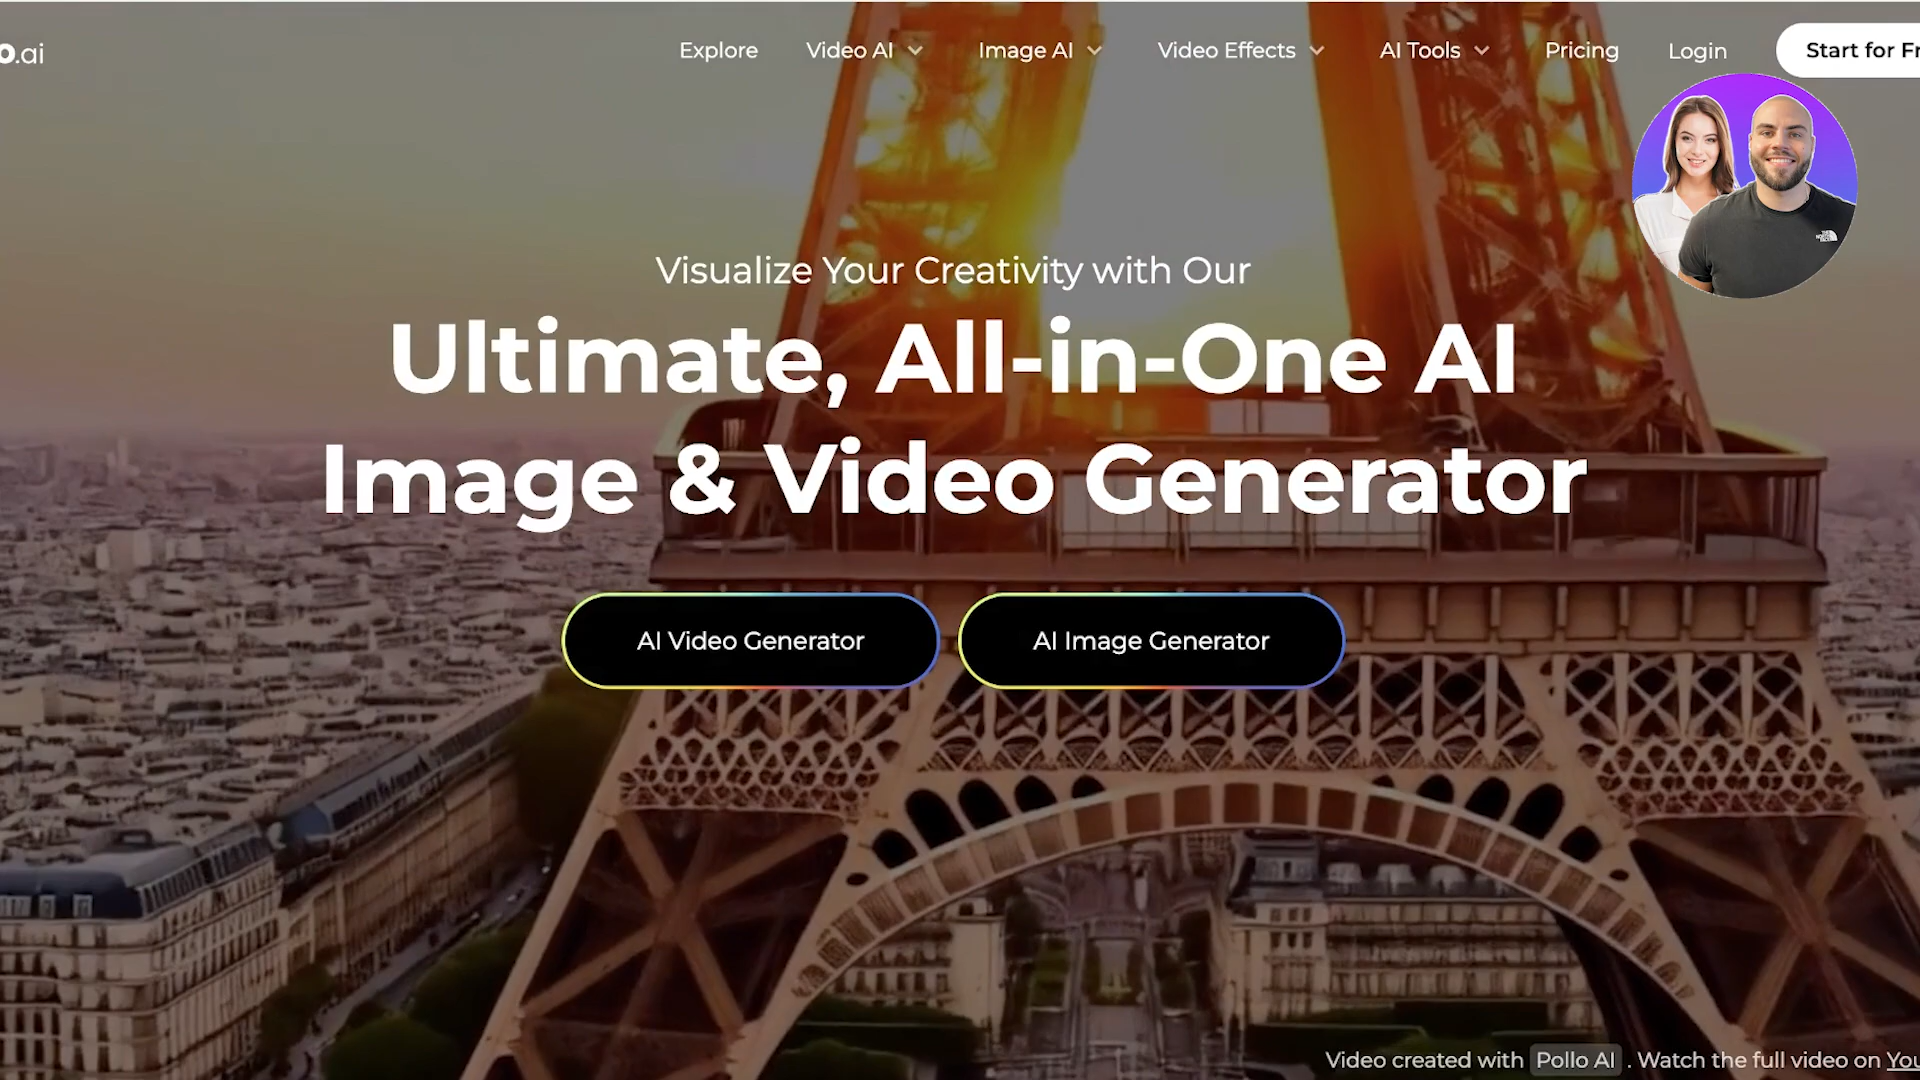 o.ai
Explore
Video AI
Image AI
Video Effects
AI Tools
Pricing
Login
Start for Fr
Visualize Your Creativity with Our
Ultimate, All-in-One AI
Image & Video Generator
AI Video Generator
AI Image Generator
Video created with Pollo AI . Watch the full video on You